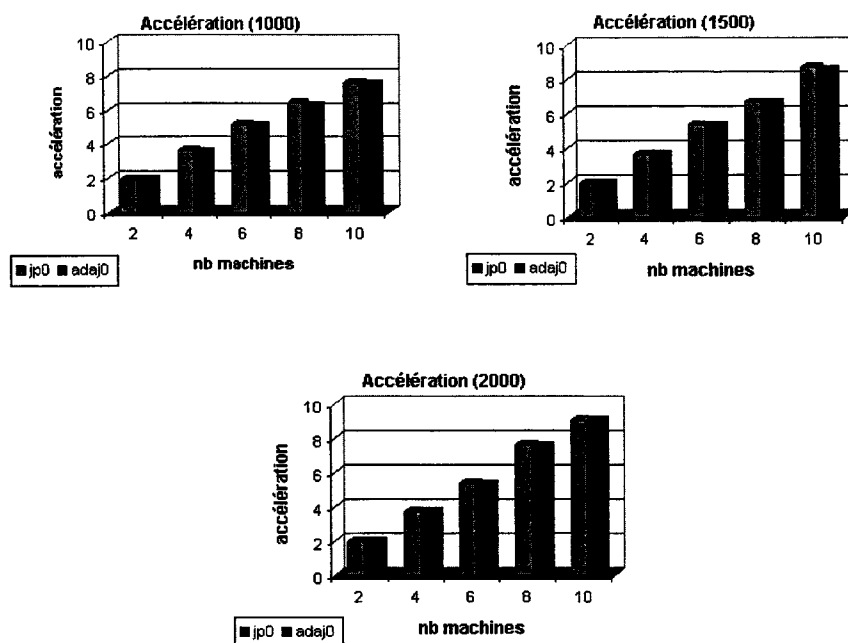 Accélération (1000)
accélération
10
8
6
4
2
0
2 4 6 8 10
nb machines
jp0 adaj0
Accélération (1500)
accélération
10
8
6
4
2
0
2 4 6 8 10
nb machines
jp0 adaj0
Accélération (2000)
accélération
10
8
6
4
2
0
2 4 6 8 10
nb machines
jp0 adaj0